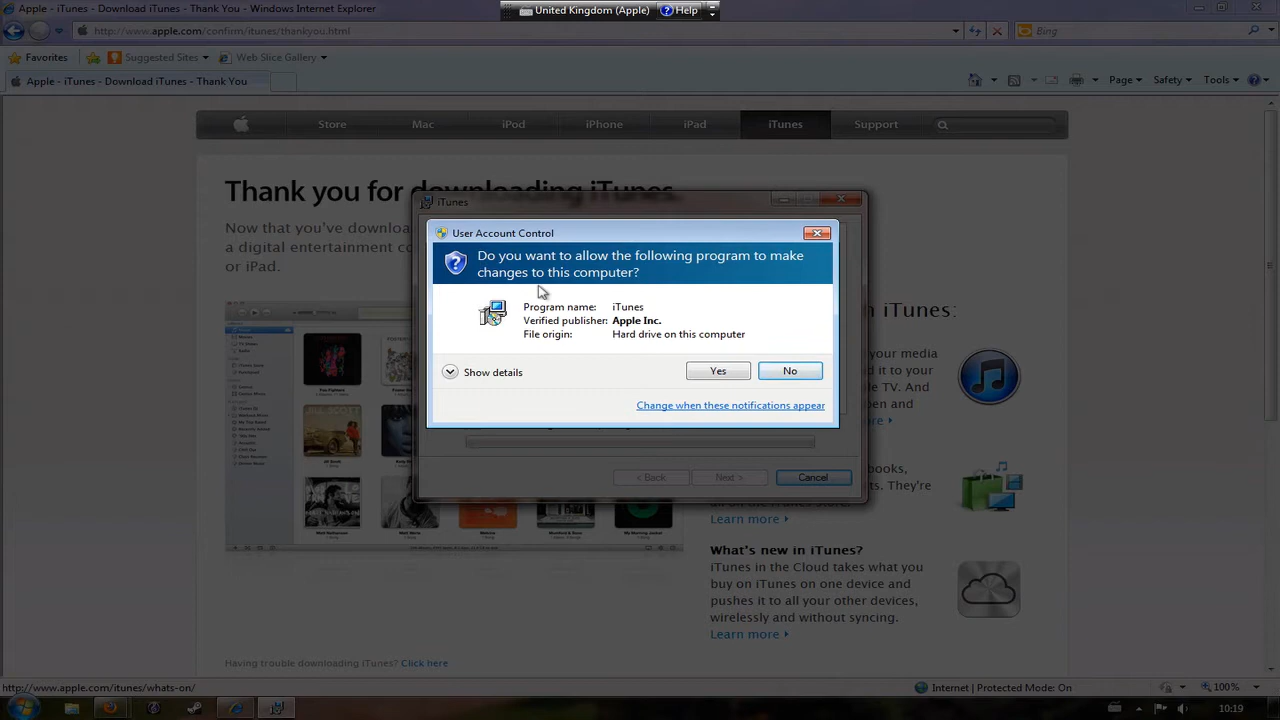 Apple - iTunes - Download iTunes - Thank You - Windows Internet Explorer
United Kingdom (Apple) Help
http://www.apple.com/confirm/itunes/thankyou.html
Bing
Favorites Suggested Sites Web Slice Gallery
Apple - iTunes - Download iTunes - Thank You
Page Safety Tools
Store Mac iPod iPhone iPad iTunes Support
Thank you for downloading iTunes.
Now that you've downloa
a digital entertainment co
or iPad.
iTunes
User Account Control
Do you want to allow the following program to make
changes to this computer?
Program name: iTunes
Verified publisher: Apple Inc.
File origin: Hard drive on this computer
Show details
Yes No
Change when these notifications appear
< Back Next > Cancel
n iTunes:
your media
TV. And
pen and
re
books,
ts. They're
Learn more
What's new in iTunes?
iTunes in the Cloud takes what you
buy on iTunes on one device and
pushes it to all your other devices,
wirelessly and without syncing.
Learn more
Having trouble downloading iTunes? Click here
http://www.apple.com/itunes/whats-on/
Internet | Protected Mode: On
100%
10:19